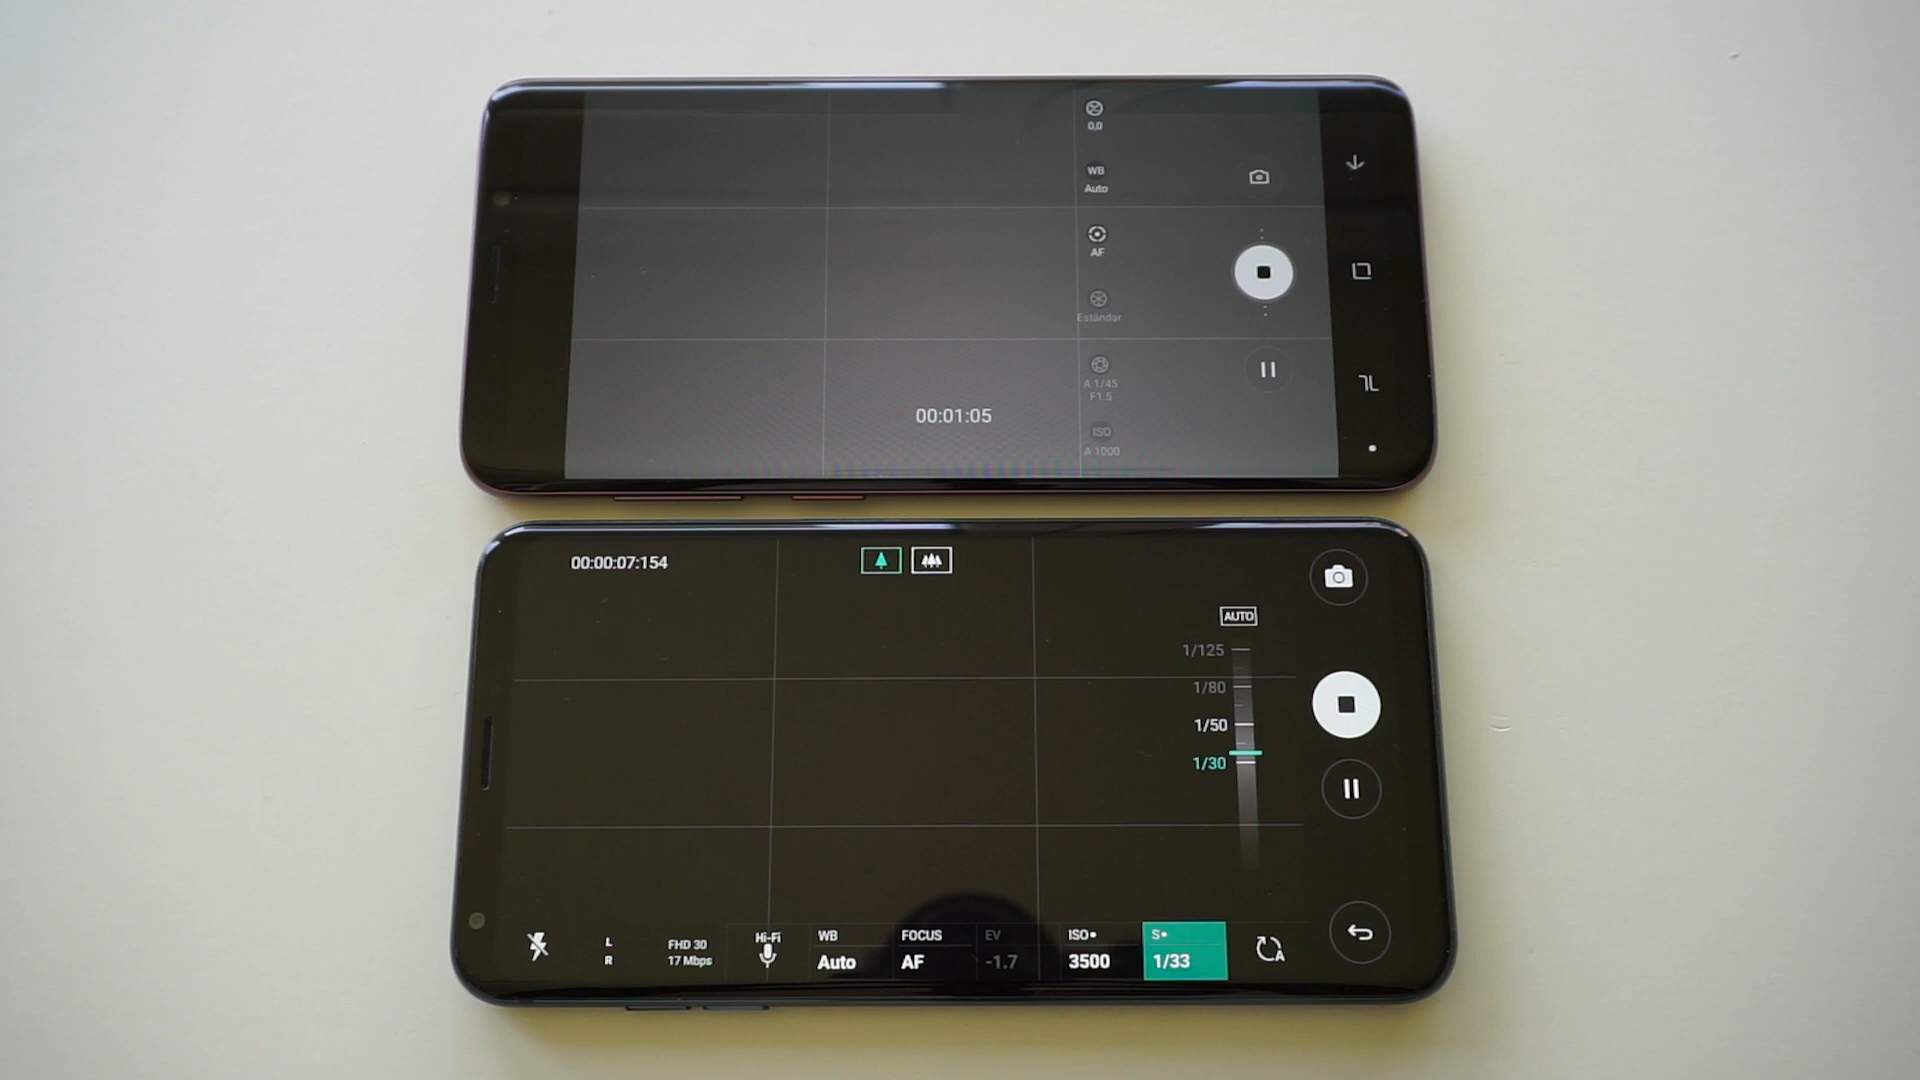 0,0
WB
Auto
AF
Estándar
A 1/45
F1.5
ISO
A 1000
00:01:05
00:00:07:154
AUTO
1/125
1/80
1/50
1/30
L
R
FHD 30
17 Mbps
Hi-Fi
WB
Auto
FOCUS
AF
EV
-1.7
ISO•
3500
S•
1/33
A